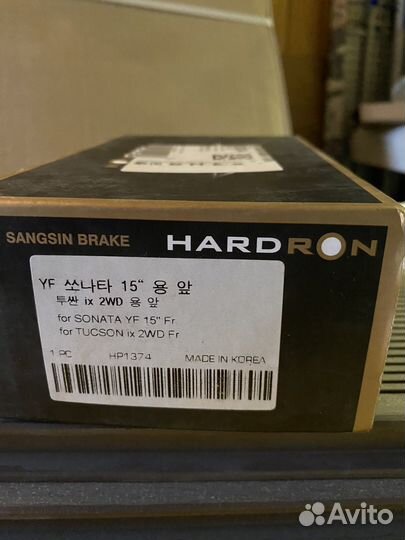 SANGSIN BRAKE HARDRON
YF 쏘나타 15" 용 앞
투싼 ix 2WD 용 앞
for SONATA YF 15" Fr
for TUCSON ix 2WD Fr
1 PC HP1374 MADE IN KOREA
Avito